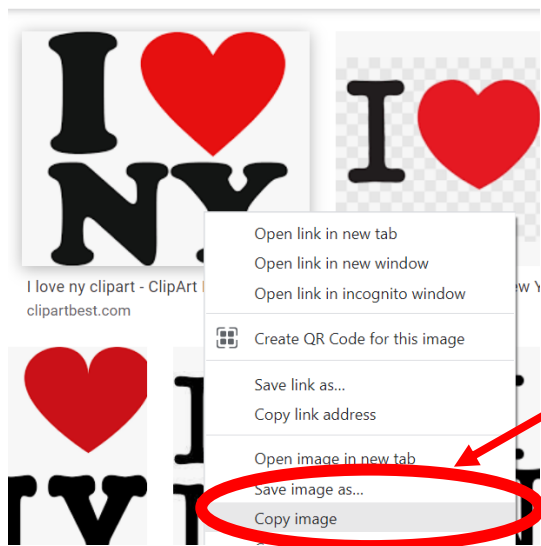 I
NY
I
I love ny clipart - ClipArt
clipartbest.com
Open link in new tab
Open link in new window
Open link in incognito window
Create QR Code for this image
Save link as...
Copy link address
Open image in new tab
Save image as...
Copy image